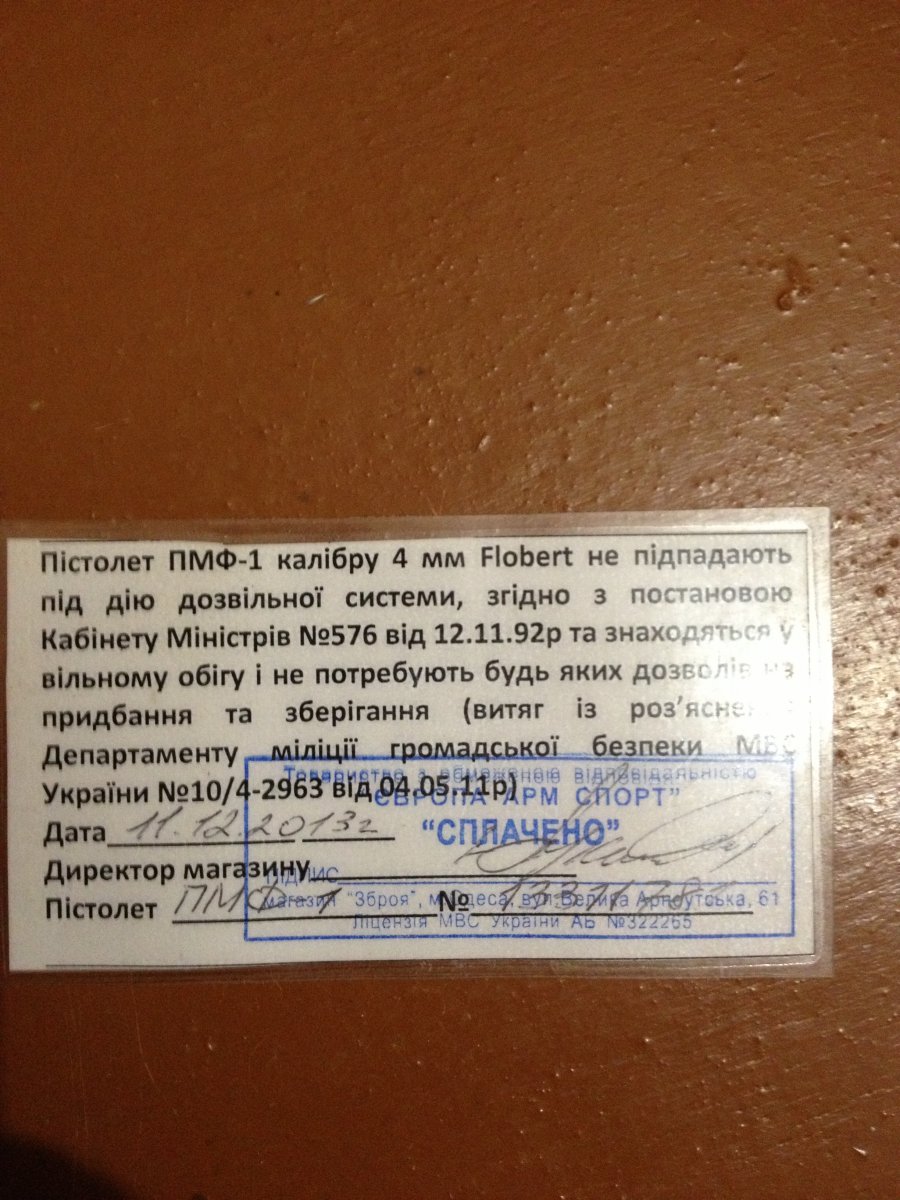 Пістолет ПМФ-1 калібру 4 мм Flobert не підпадають
під дію дозвільної системи, згідно з постановою
Кабінету Міністрів №576 від 12.11.92р та знаходяться у
вільному обігу і не потребують будь яких дозволів на
придбання та зберігання (витяг із роз'яснення
Департаменту міліції громадської безпеки МВС
Товариство з обмеженою відповідальністю
України №10/4-2963 від 04.05.11р)
ЄВРОПА АРМ СПОРТ"
Дата 11.12.2013г
"СПЛАЧЕНО"
Директор магазину
ПІДПИС
Пістолет ПМФ-1 №
магазин "Зброя", м.Одеса, вул.Велика Арнаутська, 61
Ліцензія МВС України АБ №322265